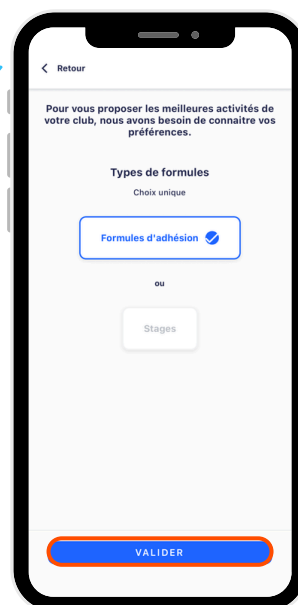 Retour
Pour vous proposer les meilleures activités de
votre club, nous avons besoin de connaitre vos
préférences.
Types de formules
Choix unique
Formules d'adhésion
ou
Stages
VALIDER